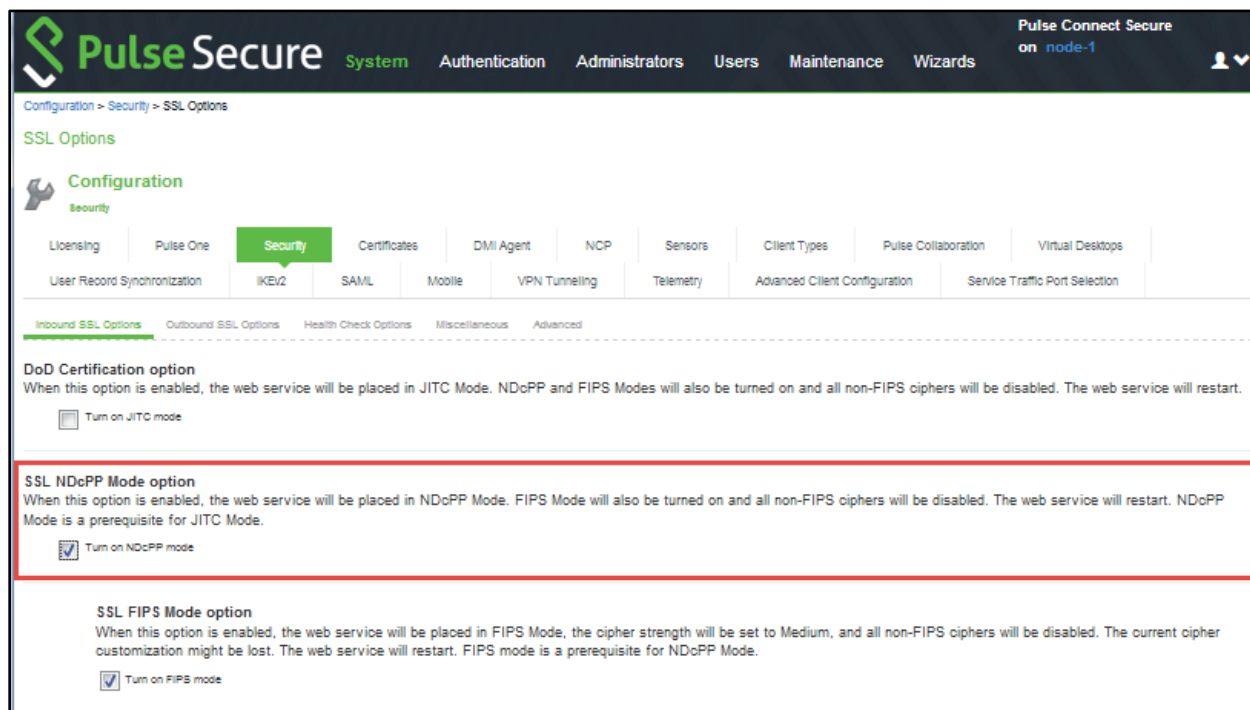 Pulse Connect Secure
on node-1
Pulse Secure System Authentication Administrators Users Maintenance Wizards
Configuration > Security > SSL Options
SSL Options
Configuration
Security
Licensing Pulse One Security Certificates DMI Agent NCP Sensors Client Types Pulse Collaboration Virtual Desktops
User Record Synchronization IKEv2 SAML Mobile VPN Tunneling Telemetry Advanced Client Configuration Service Traffic Port Selection
Inbound SSL Options Outbound SSL Options Health Check Options Miscellaneous Advanced
DoD Certification option
When this option is enabled, the web service will be placed in JITC Mode. NDcPP and FIPS Modes will also be turned on and all non-FIPS ciphers will be disabled. The web service will restart.
Turn on JITC mode
SSL NDcPP Mode option
When this option is enabled, the web service will be placed in NDcPP Mode. FIPS Mode will also be turned on and all non-FIPS ciphers will be disabled. The web service will restart. NDcPP
Mode is a prerequisite for JITC Mode.
Turn on NDcPP mode
SSL FIPS Mode option
When this option is enabled, the web service will be placed in FIPS Mode, the cipher strength will be set to Medium, and all non-FIPS ciphers will be disabled. The current cipher
customization might be lost. The web service will restart. FIPS mode is a prerequisite for NDcPP Mode.
Turn on FIPS mode